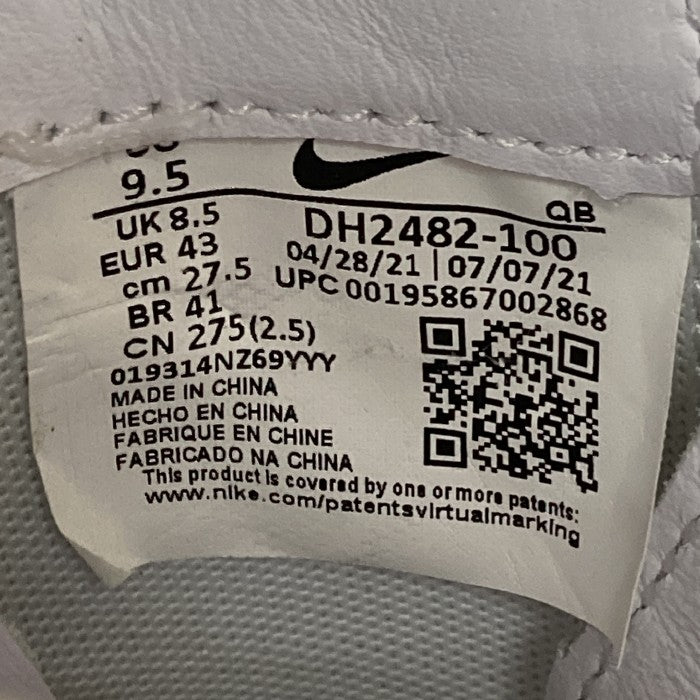 9.5
QB
UK 8.5
DH2482-100
EUR 43
04/28/21 | 07/07/21
cm 27.5
UPC 00195867002868
BR 41
CN 275(2.5)
019314NZ69YYY
MADE IN CHINA
HECHO EN CHINA
FABRIQUE EN CHINE
FABRICADO NA CHINA
This product is covered by one or more patents:
www.nike.com/patentsvirtualmarking